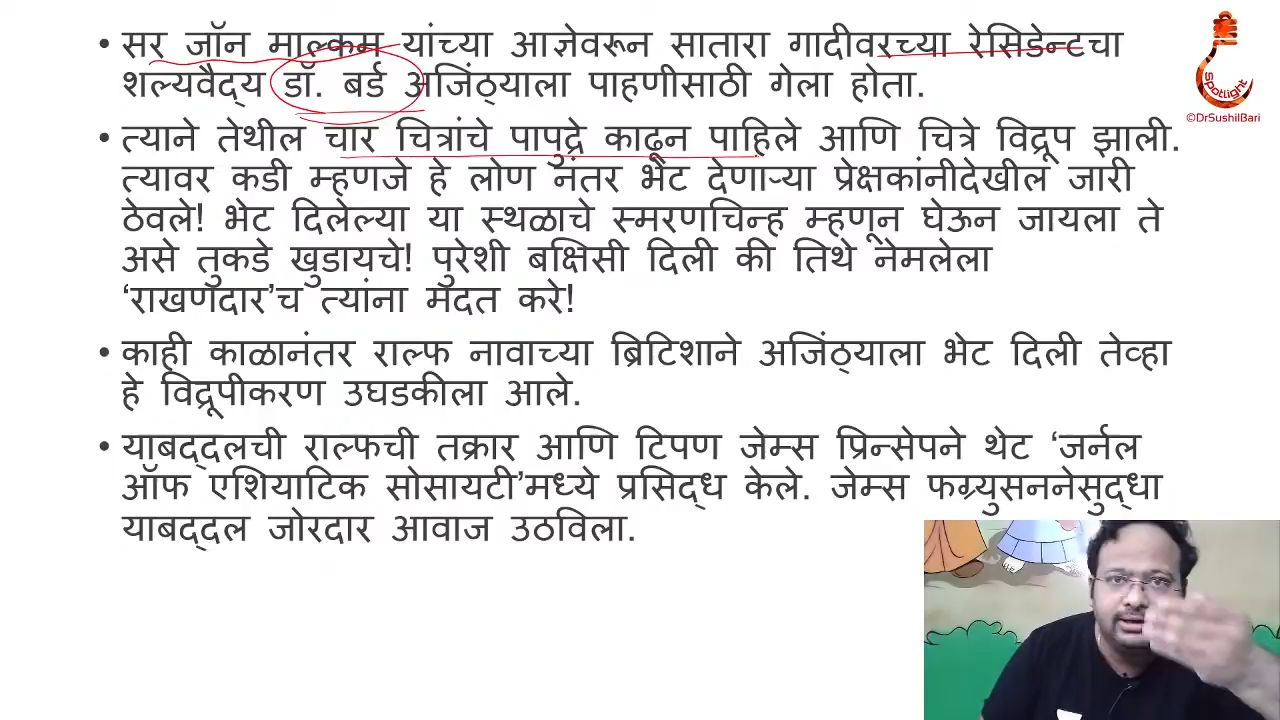 • सर जॉन माल्कम यांच्या आज्ञेवरून सातारा गादीवरच्या रेसिडेन्टचा
शल्यवैद्य डॉ. बर्ड अजिंठ्याला पाहणीसाठी गेला होता.
• त्याने तेथील चार चित्रांचे पापुद्रे काढून पाहिले आणि चित्रे विद्रूप झाली.
त्यावर कडी म्हणजे हे लोण नंतर भेट देणाऱ्या प्रेक्षकांनीदेखील जारी
ठेवले! भेट दिलेल्या या स्थळाचे स्मरणचिन्ह म्हणून घेऊन जायला ते
असे तुकडे खुडायचे! पुरेशी बक्षिसी दिली की तिथे नेमलेला
‘राखणदार’च त्यांना मदत करे!
• काही काळानंतर राल्फ नावाच्या ब्रिटिशाने अजिंठ्याला भेट दिली तेव्हा
हे विद्रूपीकरण उघडकीला आले.
• याबद्दलची राल्फची तक्रार आणि टिपण जेम्स प्रिन्सेपने थेट ‘जर्नल
ऑफ एशियाटिक सोसायटी’मध्ये प्रसिद्ध केले. जेम्स फग्र्युसननेसुद्धा
याबद्दल जोरदार आवाज उठविला.
Spotlight
©DrSushilBari